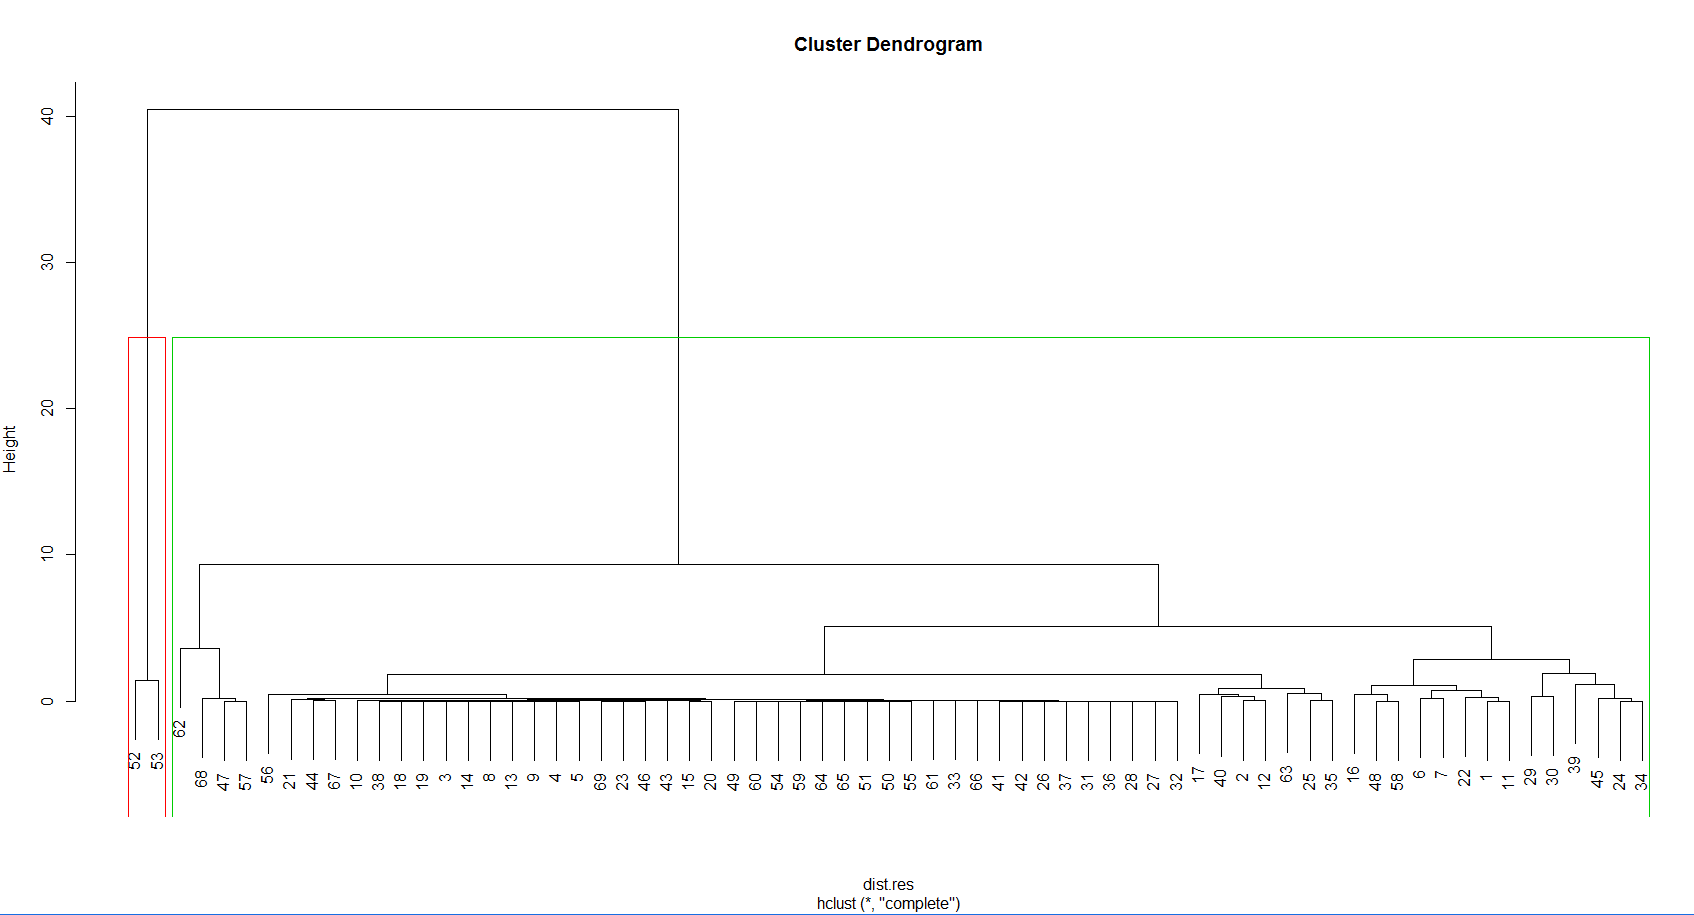 Cluster Dendrogram
Height
40
30
20
10
0
52 53 62 68 47 57 56 21 44 67 10 38 18 19 3 14 8 13 9 4 5 69 23 46 43 15 20 49 60 54 59 64 65 51 50 55 61 33 66 41 42 26 37 31 36 28 27 32 17 40 2 12 63 25 35 16 48 58 6 7 22 1 11 29 30 39 45 24 34
dist.res
hclust (*, "complete")